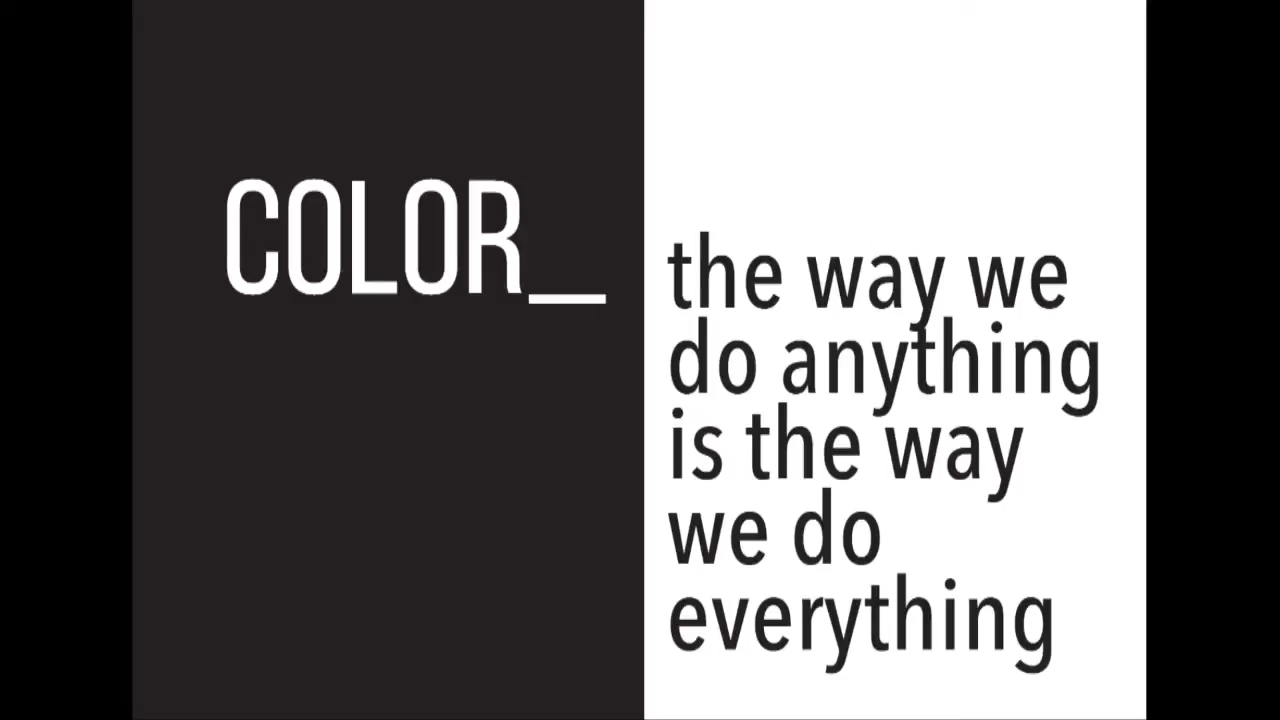 COLOR_
the way we
do anything
is the way
we do
everything